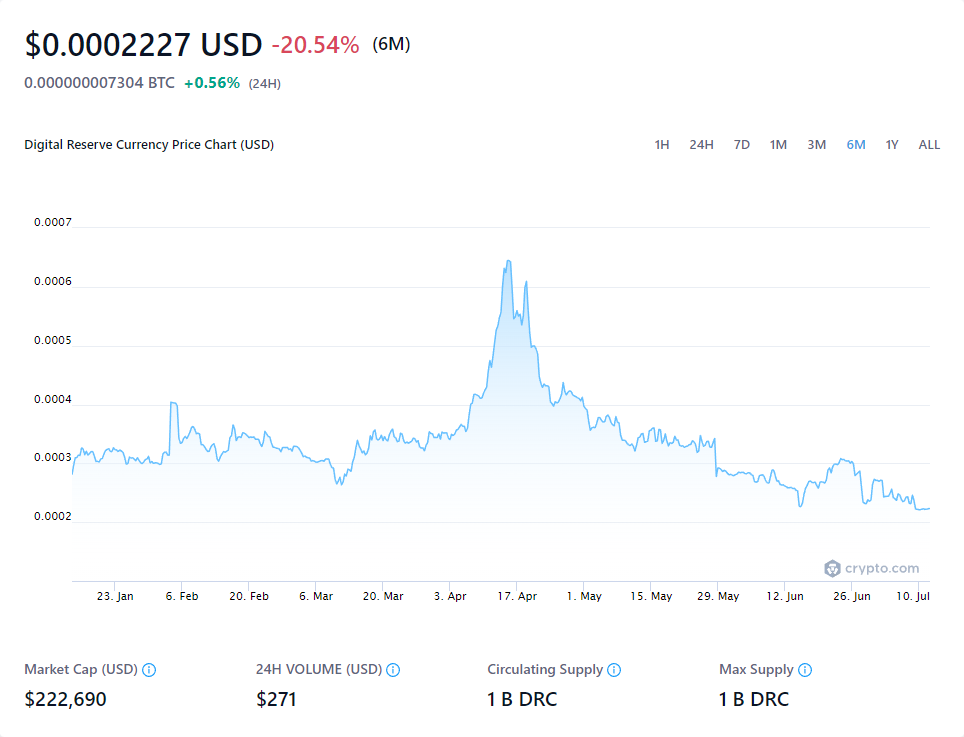 $0.0002227 USD -20.54% (6M)
0.000000007304 BTC +0.56% (24H)
Digital Reserve Currency Price Chart (USD)
1H 24H 7D 1M 3M 6M 1Y ALL
0.0007
0.0006
0.0005
0.0004
0.0003
0.0002
crypto.com
23. Jan 6. Feb 20. Feb 6. Mar 20. Mar 3. Apr 17. Apr 1. May 15. May 29. May 12. Jun 26. Jun 10. Jul
Market Cap (USD) 24H VOLUME (USD) Circulating Supply Max Supply
$222,690 $271 1 B DRC 1 B DRC